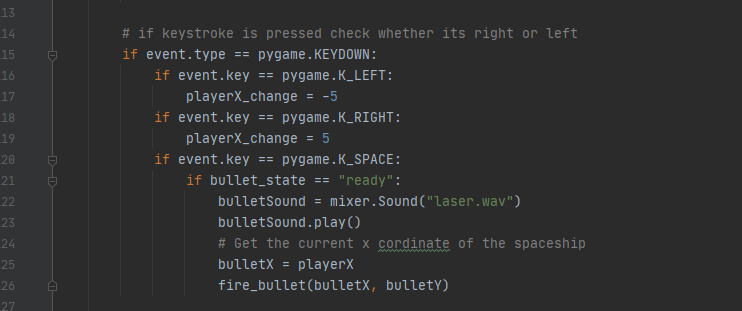 13
14 # if keystroke is pressed check whether its right or left
15 if event.type == pygame.KEYDOWN:
16 if event.key == pygame.K_LEFT:
17 playerX_change = -5
18 if event.key == pygame.K_RIGHT:
19 playerX_change = 5
20 if event.key == pygame.K_SPACE:
21 if bullet_state == "ready":
22 bulletSound = mixer.Sound("laser.wav")
23 bulletSound.play()
24 # Get the current x cordinate of the spaceship
25 bulletX = playerX
26 fire_bullet(bulletX, bulletY)
27